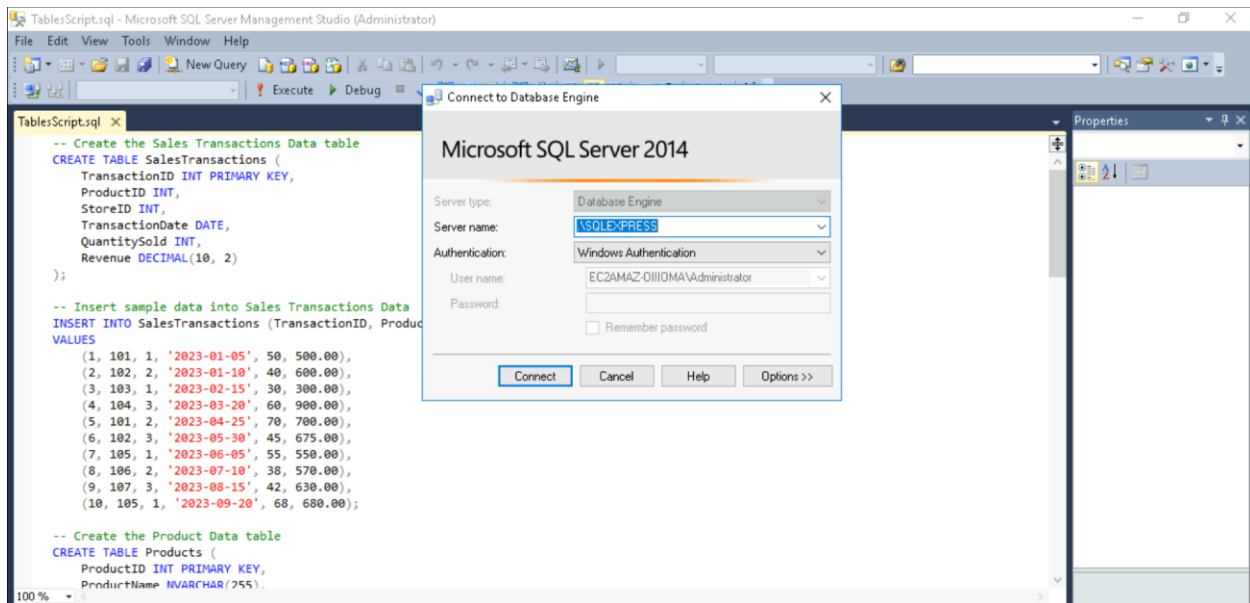 TablesScript.sql - Microsoft SQL Server Management Studio (Administrator)
File Edit View Tools Window Help
New Query
Execute Debug
TablesScript.sql
Properties
-- Create the Sales Transactions Data table
CREATE TABLE SalesTransactions (
TransactionID INT PRIMARY KEY,
ProductID INT,
StoreID INT,
TransactionDate DATE,
QuantitySold INT,
Revenue DECIMAL(10, 2)
);
-- Insert sample data into Sales Transactions Data
INSERT INTO SalesTransactions (TransactionID, Produc
VALUES
(1, 101, 1, '2023-01-05', 50, 500.00),
(2, 102, 2, '2023-01-10', 40, 600.00),
(3, 103, 1, '2023-02-15', 30, 300.00),
(4, 104, 3, '2023-03-20', 60, 900.00),
(5, 101, 2, '2023-04-25', 70, 700.00),
(6, 102, 3, '2023-05-30', 45, 675.00),
(7, 105, 1, '2023-06-05', 55, 550.00),
(8, 106, 2, '2023-07-10', 38, 570.00),
(9, 107, 3, '2023-08-15', 42, 630.00),
(10, 105, 1, '2023-09-20', 68, 680.00);
-- Create the Product Data table
CREATE TABLE Products (
ProductID INT PRIMARY KEY,
ProductName NVARCHAR(255),
100 %
Connect to Database Engine
Microsoft SQL Server 2014
Server type: Database Engine
Server name: .\SQLEXPRESS
Authentication: Windows Authentication
User name: EC2AMAZ-OIIIOMA\Administrator
Password:
Remember password
Connect Cancel Help Options >>